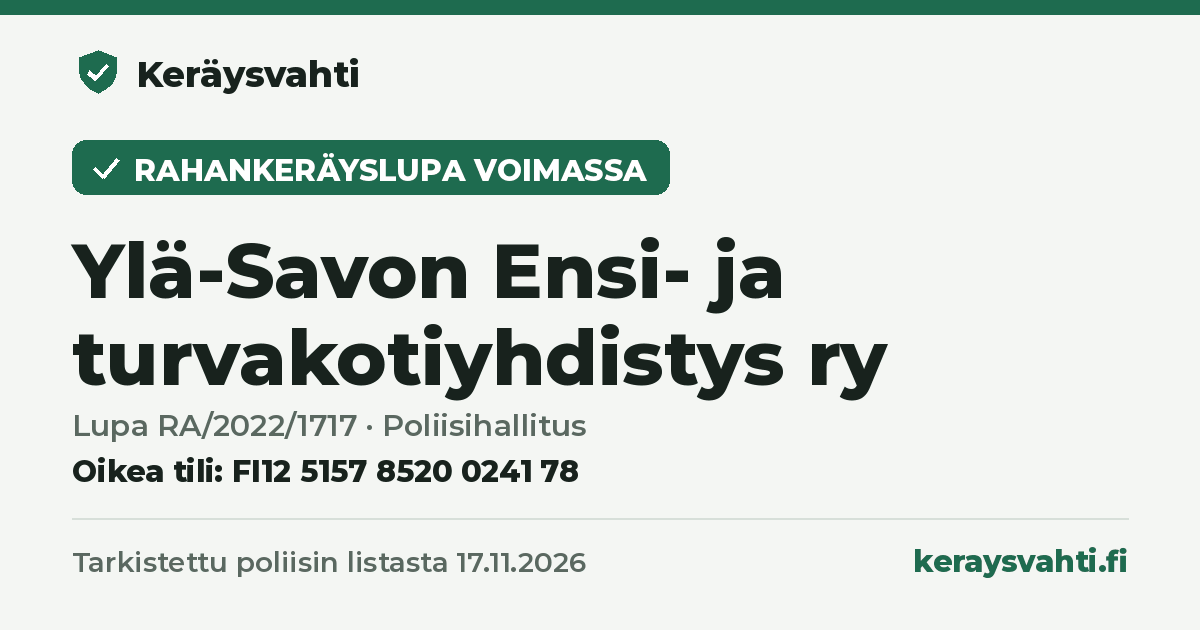 Keräysvahti
RAHANKERÄYSLUPA VOIMASSA
Ylä-Savon Ensi- ja
turvakotiyhdistys ry
Lupa RA/2022/1717 · Poliisihallitus
Oikea tili: FI12 5157 8520 0241 78
Tarkistettu poliisin listasta 17.11.2026
keraysvahti.fi